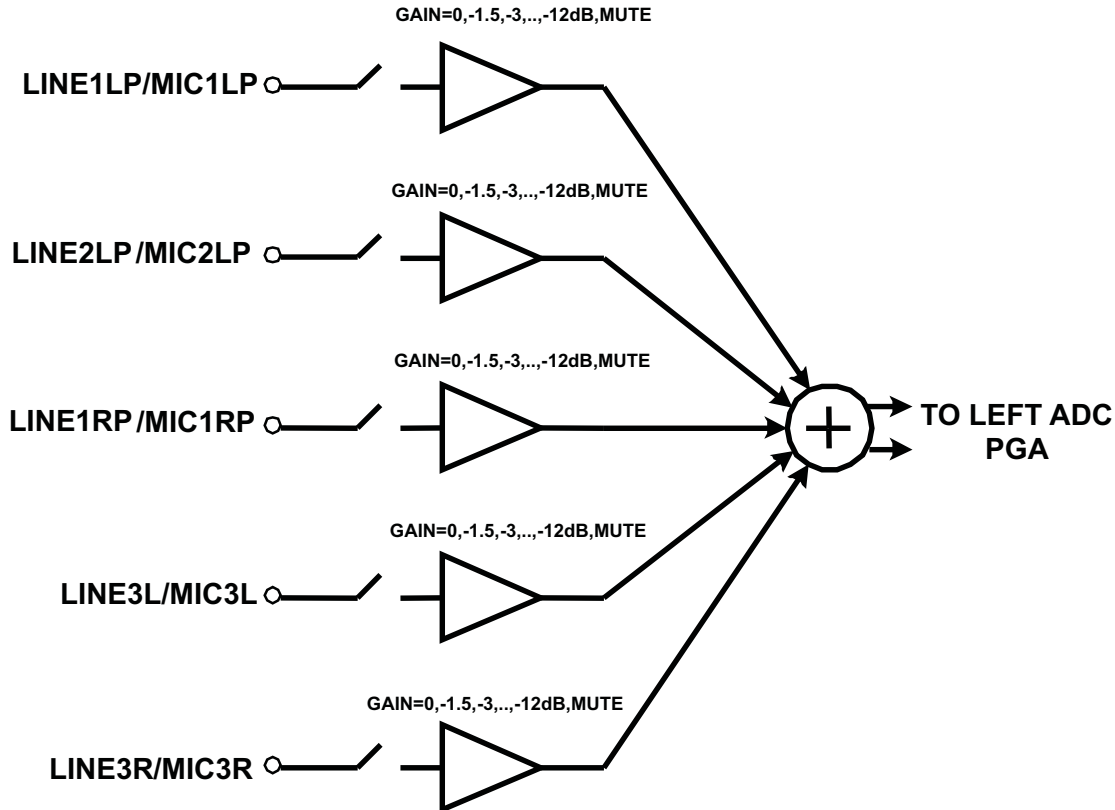 GAIN=0,-1.5,-3,..,-12dB,MUTE
LINE1LP/MIC1LP
GAIN=0,-1.5,-3,..,-12dB,MUTE
LINE2LP/MIC2LP
GAIN=0,-1.5,-3,..,-12dB,MUTE
LINE1RP/MIC1RP
TO LEFT ADC
PGA
GAIN=0,-1.5,-3,..,-12dB,MUTE
LINE3L/MIC3L
GAIN=0,-1.5,-3,..,-12dB,MUTE
LINE3R/MIC3R